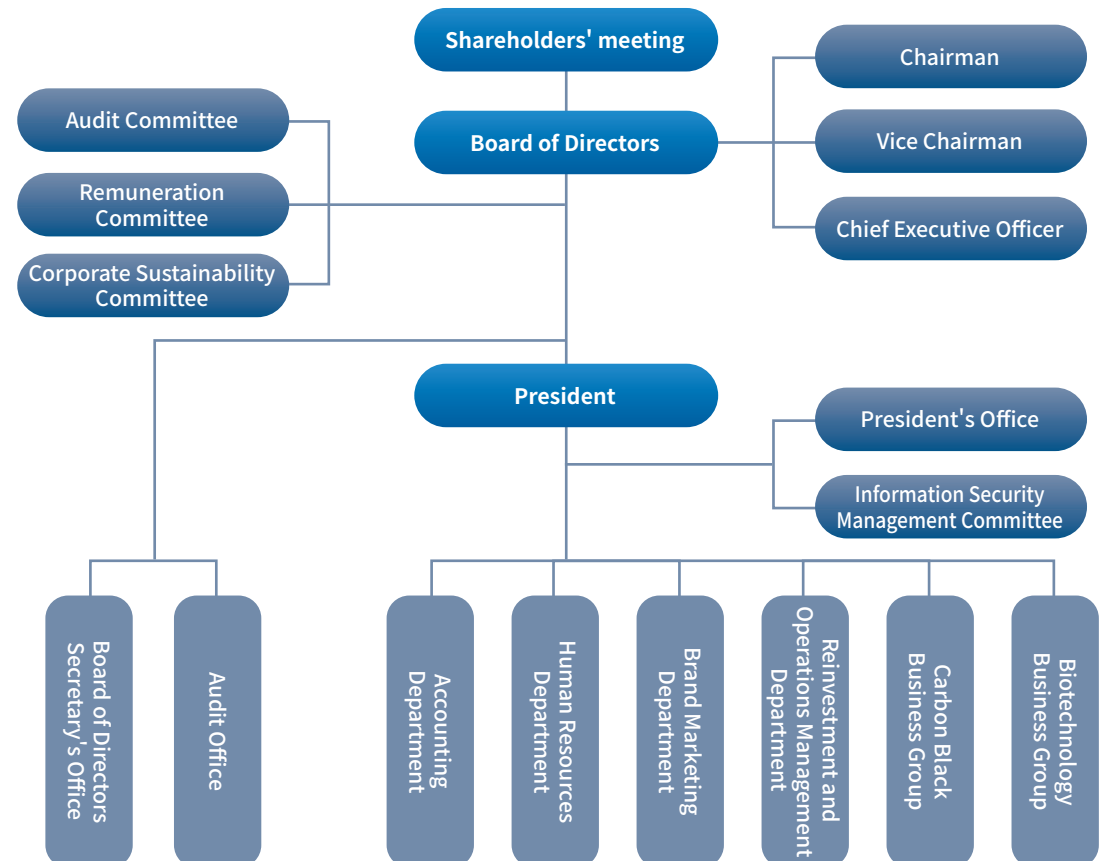 Shareholders' meeting
Chairman
Audit Committee
Board of Directors
Vice Chairman
Remuneration
Committee
Chief Executive Officer
Corporate Sustainability
Committee
President
President's Office
Information Security
Management Committee
Board of Directors
Secretary's Office
Audit Office
Accounting
Department
Human Resources
Department
Brand Marketing
Department
Reinvestment and
Operations Management
Department
Carbon Black
Business Group
Biotechnology
Business Group